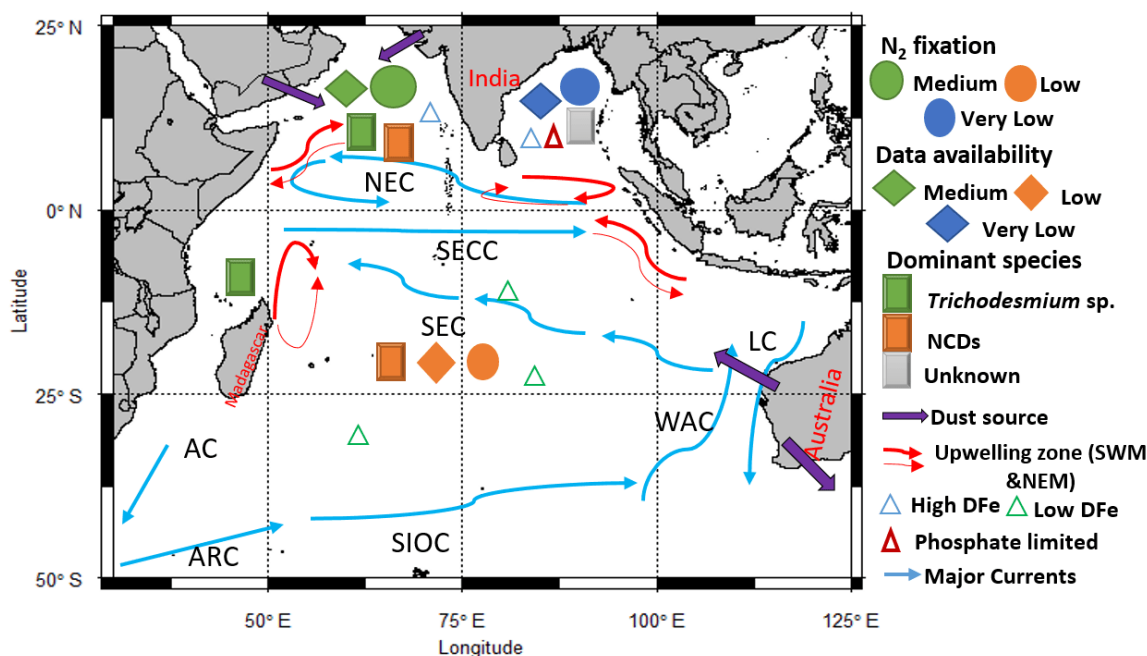 25° N
0° N
25° S
50° S
Latitude
50° E
75° E
100° E
125° E
Longitude
India
NEC
SECC
SEC
Madagascar
LC
WAC
Australia
AC
ARC
SIOC
N₂ fixation
Medium
Low
Very Low
Data availability
Medium
Low
Very Low
Dominant species
Trichodesmium sp.
NCDs
Unknown
Dust source
Upwelling zone (SWM
&NEM)
High DFe
Low DFe
Phosphate limited
Major Currents